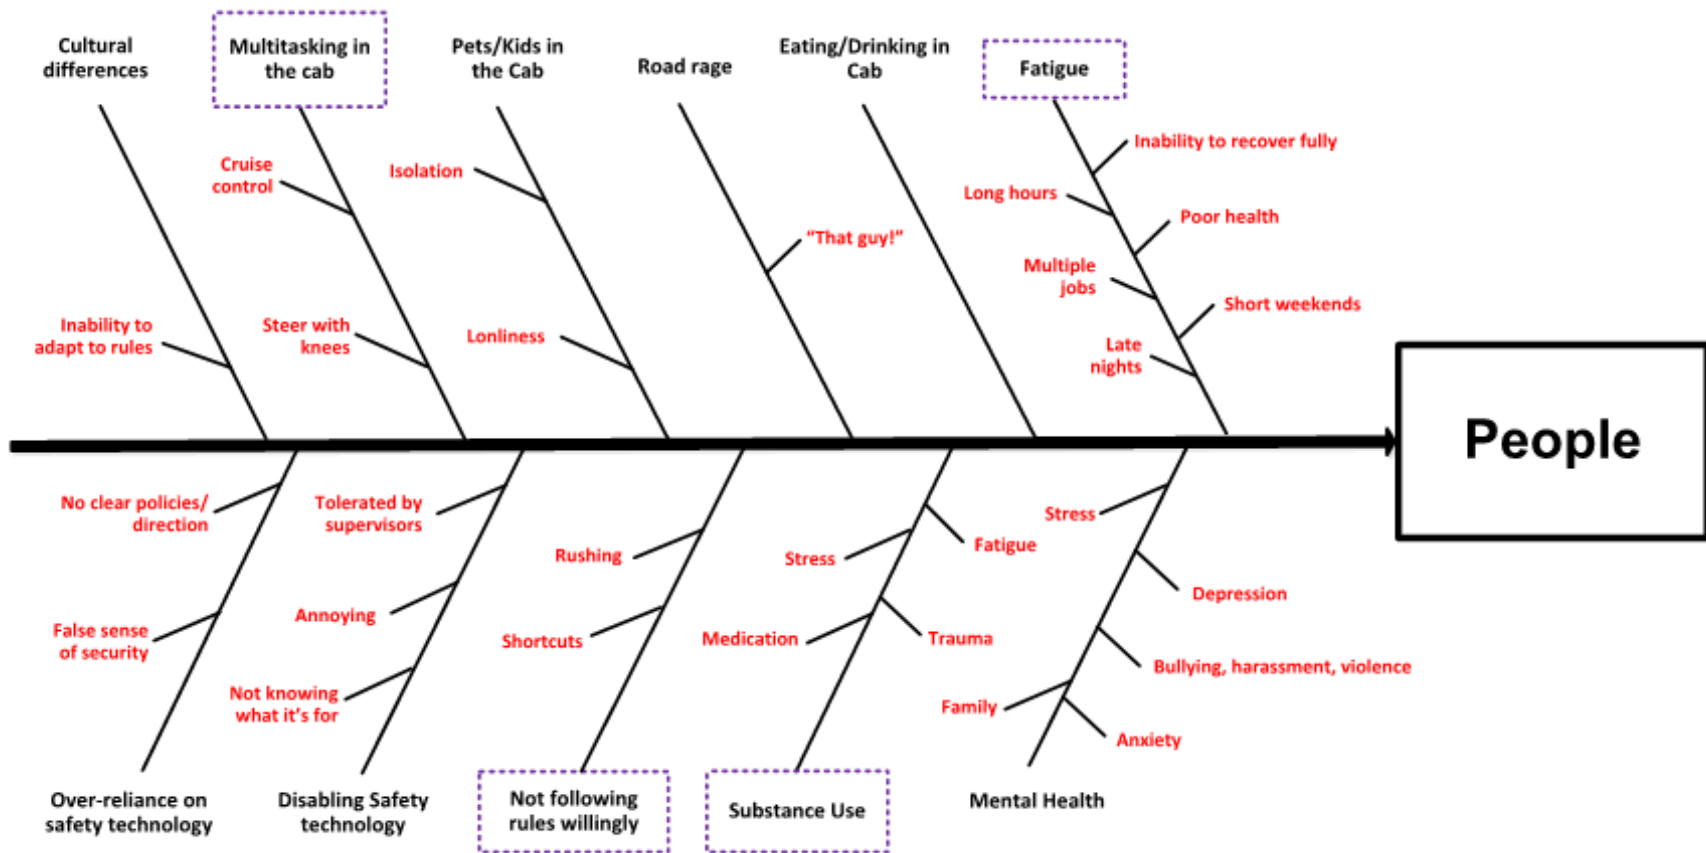 Cultural
differences
Multitasking in
the cab
Pets/Kids in
the Cab
Road rage
Eating/Drinking in
Cab
Fatigue
Inability to
adapt to rules
Cruise
control
Steer with
knees
Isolation
Lonliness
"That guy!"
Inability to recover fully
Long hours
Poor health
Multiple
jobs
Short weekends
Late
nights
People
No clear policies/
direction
False sense
of security
Tolerated by
supervisors
Annoying
Not knowing
what it's for
Rushing
Shortcuts
Fatigue
Stress
Trauma
Medication
Stress
Depression
Bullying, harassment, violence
Family
Anxiety
Over-reliance on
safety technology
Disabling Safety
technology
Not following
rules willingly
Substance Use
Mental Health